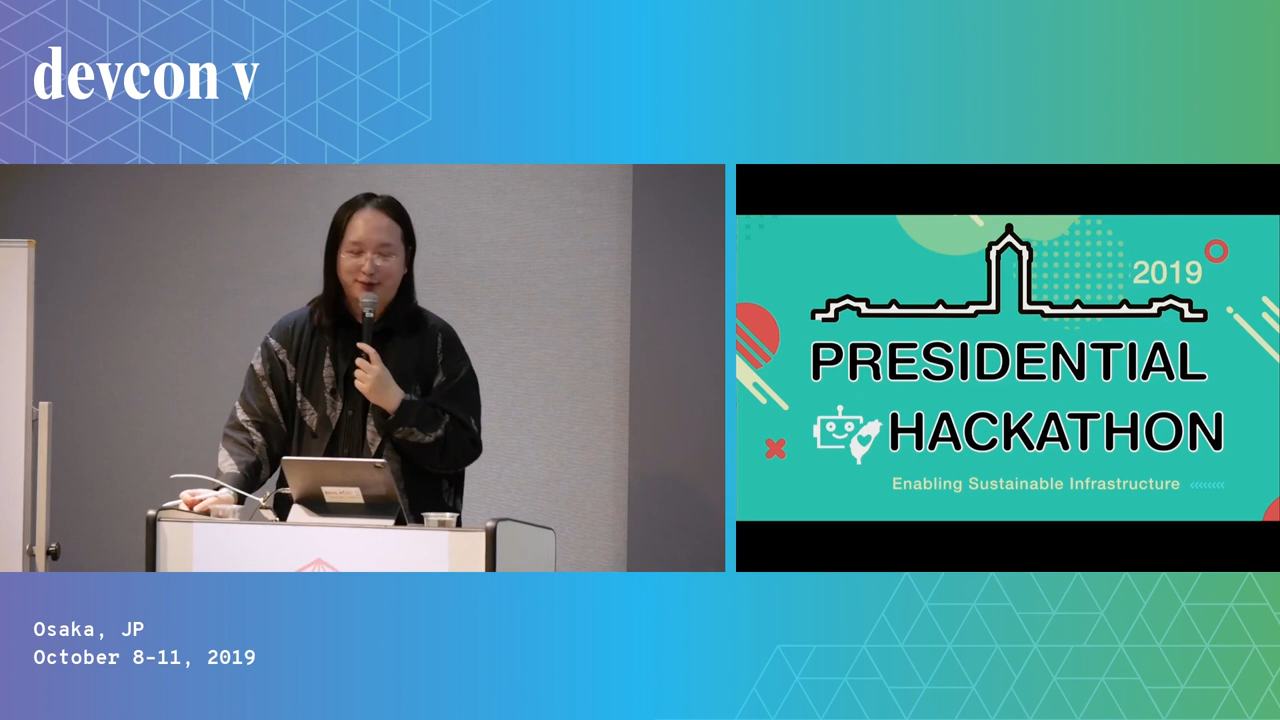 devcon v
2019
PRESIDENTIAL
HACKATHON
Enabling Sustainable Infrastructure
Osaka, JP
October 8-11, 2019